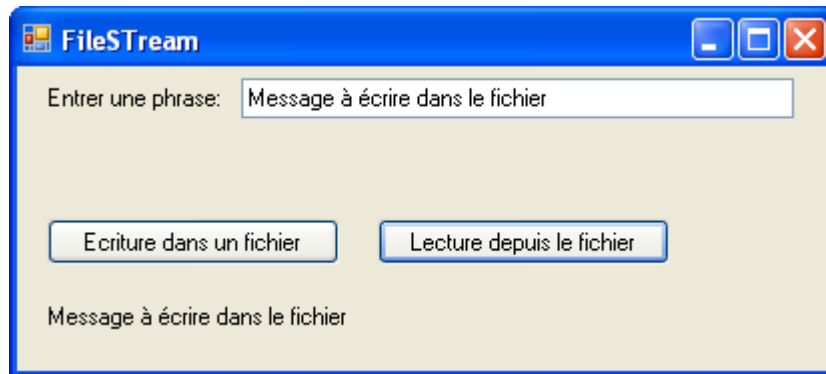 FileSTream
Entrer une phrase: Message à écrire dans le fichier
Ecriture dans un fichier Lecture depuis le fichier
Message à écrire dans le fichier